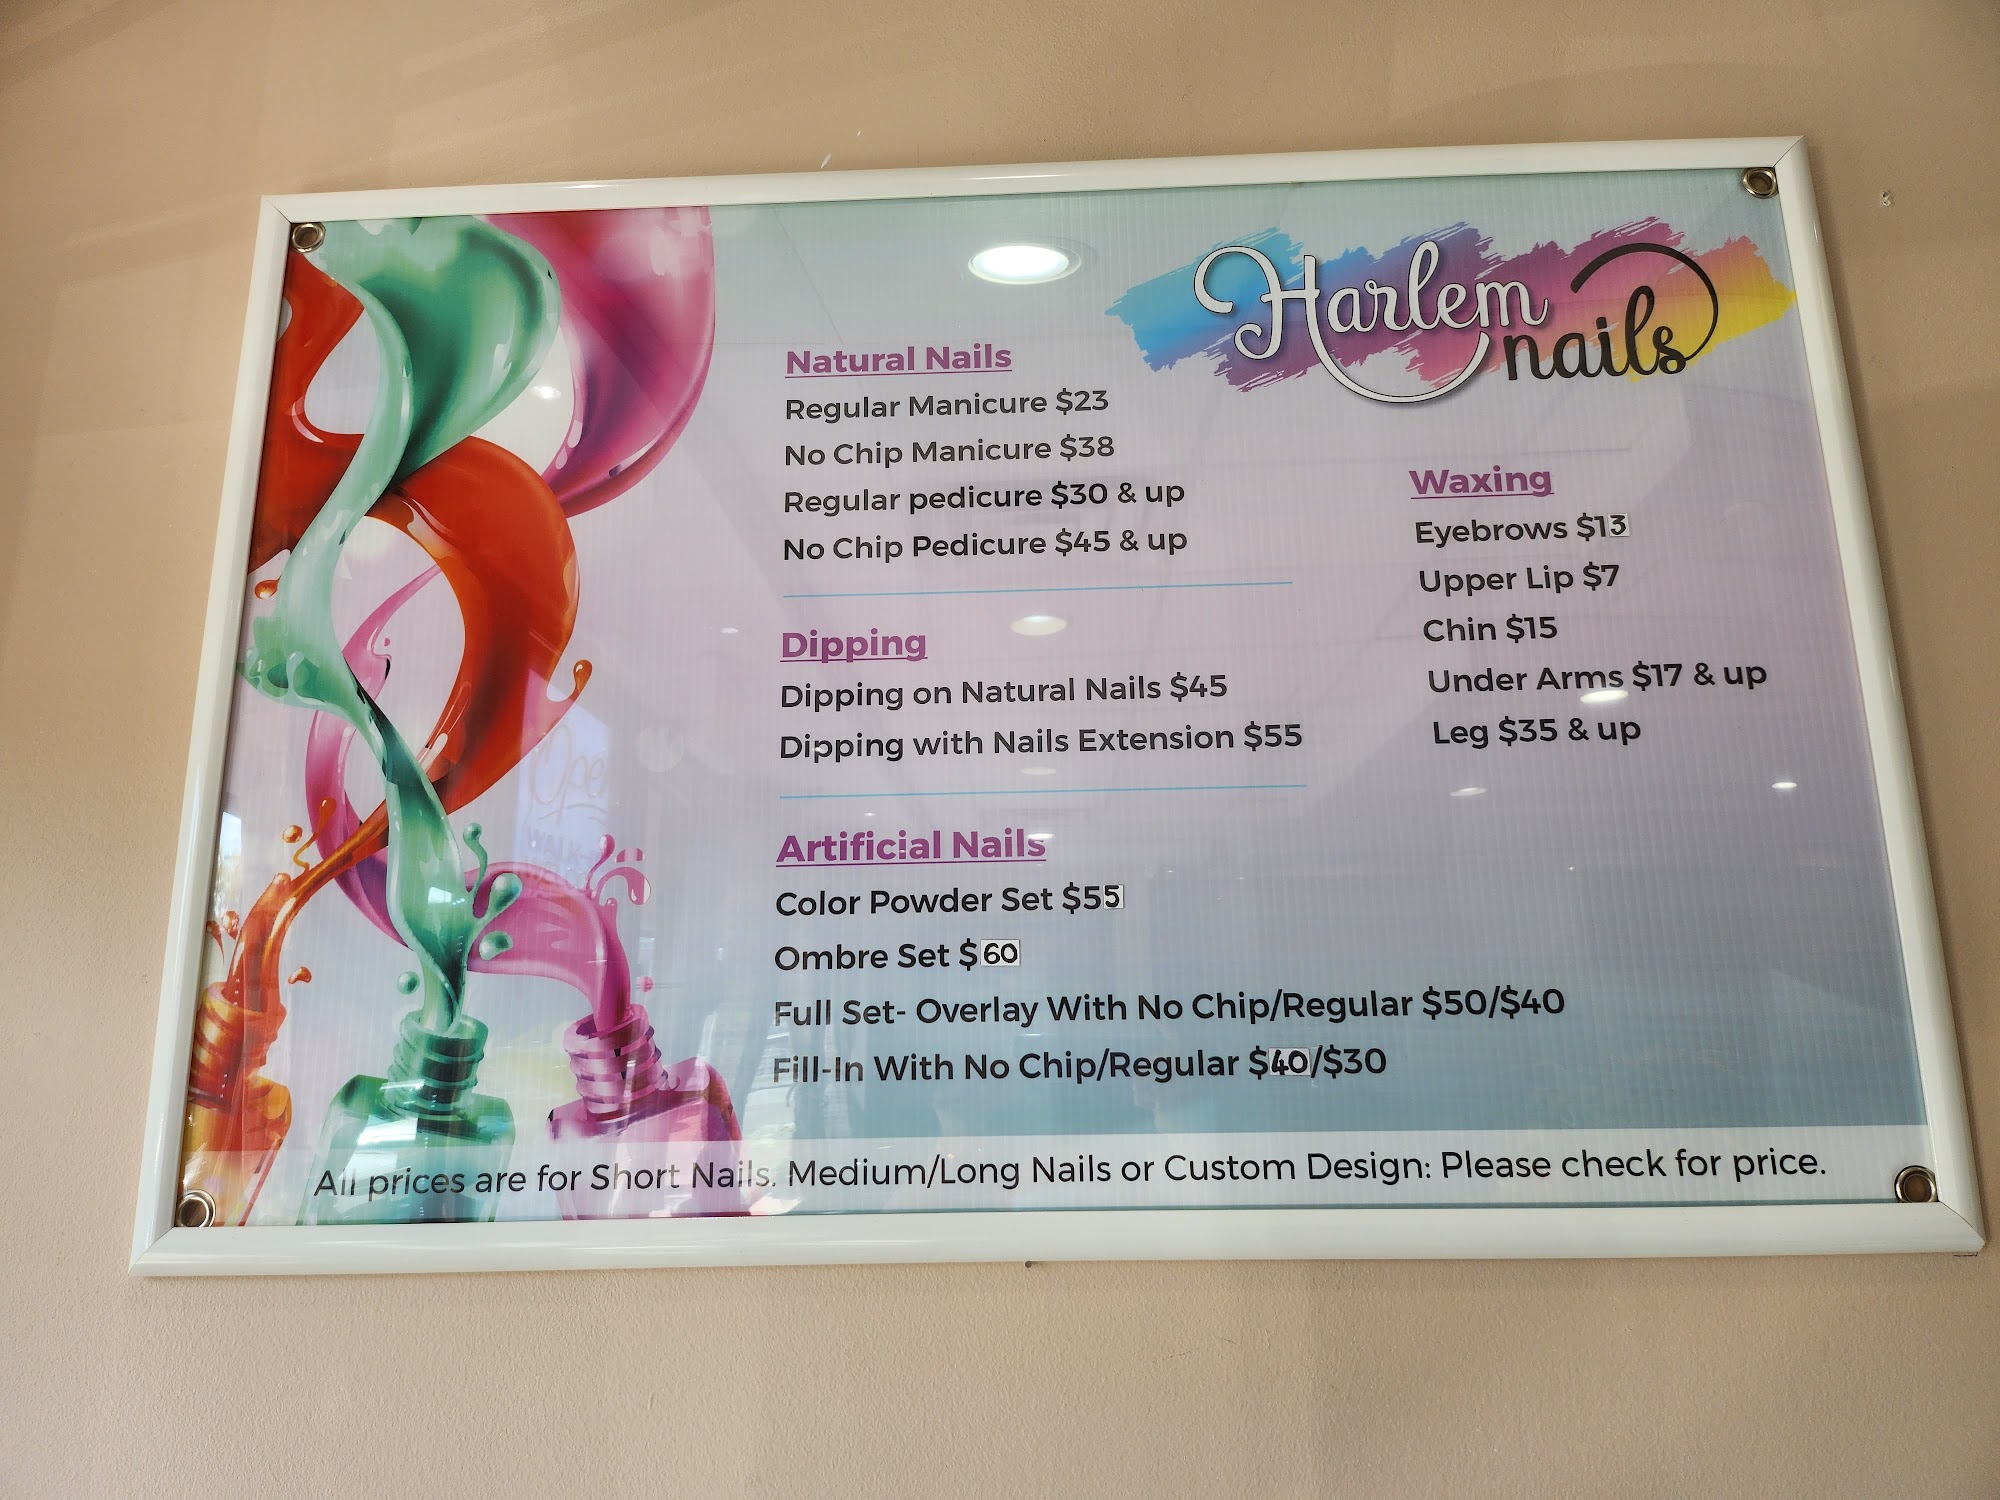 Harlem
nails
Natural Nails
Regular Manicure $23
No Chip Manicure $38
Regular pedicure $30 & up
No Chip Pedicure $45 & up
Dipping
Dipping on Natural Nails $45
Dipping with Nails Extension $55
Artificial Nails
Color Powder Set $55
Ombre Set $60
Full Set- Overlay With No Chip/Regular $50/$40
Fill-In With No Chip/Regular $40/$30
Waxing
Eyebrows $13
Upper Lip $7
Chin $15
Under Arms $17 & up
Leg $35 & up
All prices are for Short Nails. Medium/Long Nails or Custom Design: Please check for price.